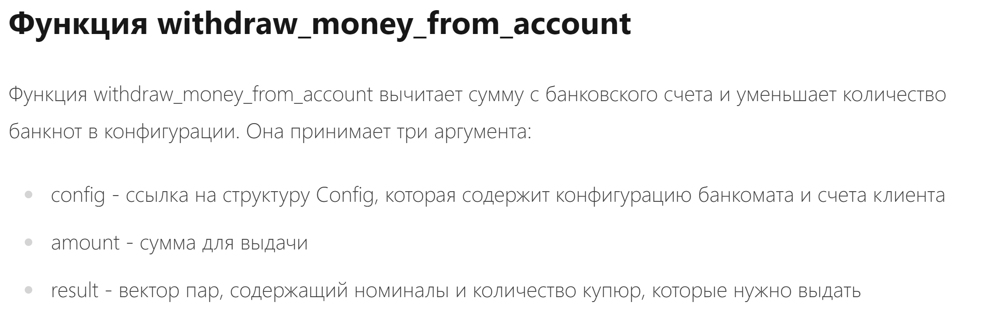 Функция withdraw_money_from_account
Функция withdraw_money_from_account вычитает сумму с банковского счета и уменьшает количество
банкнот в конфигурации. Она принимает три аргумента:
config - ссылка на структуру Config, которая содержит конфигурацию банкомата и счета клиента
amount - сумма для выдачи
result - вектор пар, содержащий номиналы и количество купюр, которые нужно выдать